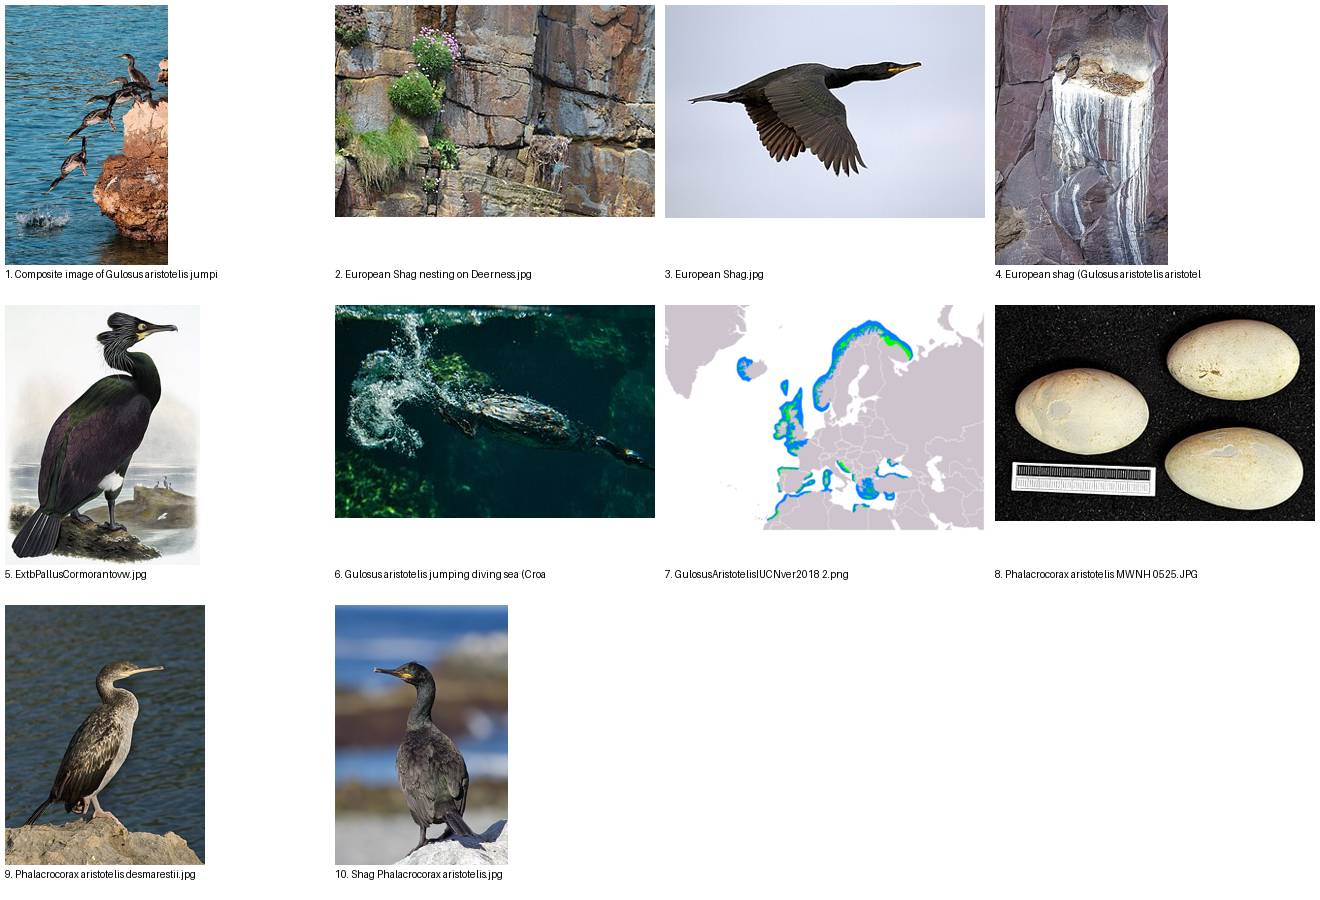 1. Composite image of Gulosus aristotelis jumpi
2. European Shag nesting on Deerness.jpg
3. European Shag.jpg
4. European shag (Gulosus aristotelis aristotel
5. ExtbPallusCormorantovw.jpg
6. Gulosus aristotelis jumping diving sea (Croa
7. GulosusAristotelisIUCNver2018 2.png
8. Phalacrocorax aristotelis MWNH 0525.JPG
9. Phalacrocorax aristotelis desmarestii.jpg
10. Shag Phalacrocorax aristotelis.jpg